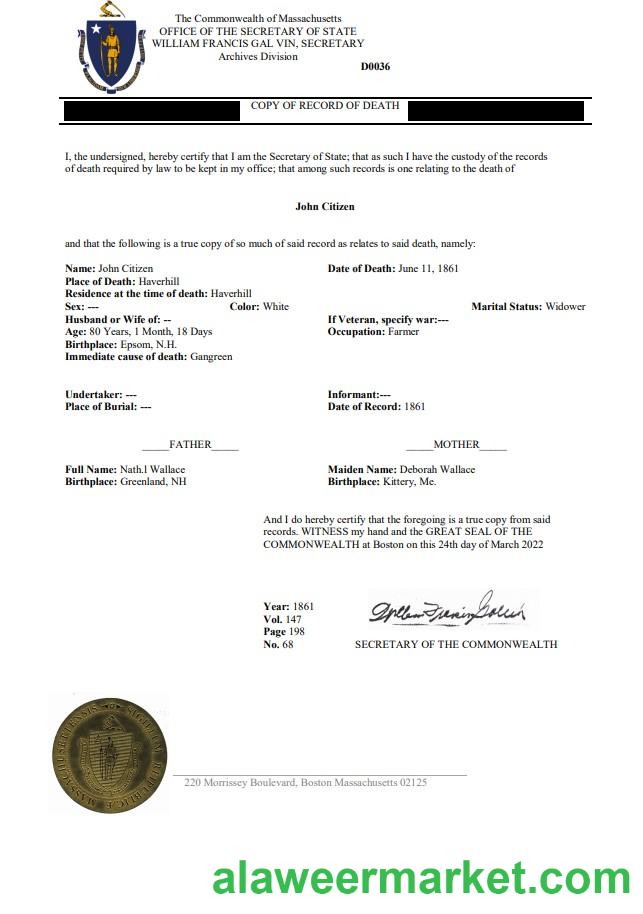 The Commonwealth of Massachusetts
OFFICE OF THE SECRETARY OF STATE
WILLIAM FRANCIS GAL VIN, SECRETARY
Archives Division
D0036
COPY OF RECORD OF DEATH
I, the undersigned, hereby certify that I am the Secretary of State; that as such I have the custody of the records
of death required by law to be kept in my office; that among such records is one relating to the death of
John Citizen
and that the following is a true copy of so much of said record as relates to said death, namely:
Name: John Citizen Date of Death: June 11, 1861
Place of Death: Haverhill
Residence at the time of death: Haverhill
Sex: --- Color: White Marital Status: Widower
Husband or Wife of: -- If Veteran, specify war:---
Age: 80 Years, 1 Month, 18 Days Occupation: Farmer
Birthplace: Epsom, N.H.
Immediate cause of death: Gangreen
Undertaker: --- Informant:---
Place of Burial: --- Date of Record: 1861
_____FATHER_____ _____MOTHER_____
Full Name: Nath.l Wallace Maiden Name: Deborah Wallace
Birthplace: Greenland, NH Birthplace: Kittery, Me.
And I do hereby certify that the foregoing is a true copy from said
records. WITNESS my hand and the GREAT SEAL OF THE
COMMONWEALTH at Boston on this 24th day of March 2022
Year: 1861
Vol. 147
Page 198
No. 68
William Francis Galvin
SECRETARY OF THE COMMONWEALTH
220 Morrissey Boulevard, Boston Massachusetts 02125
alaweermarket.com